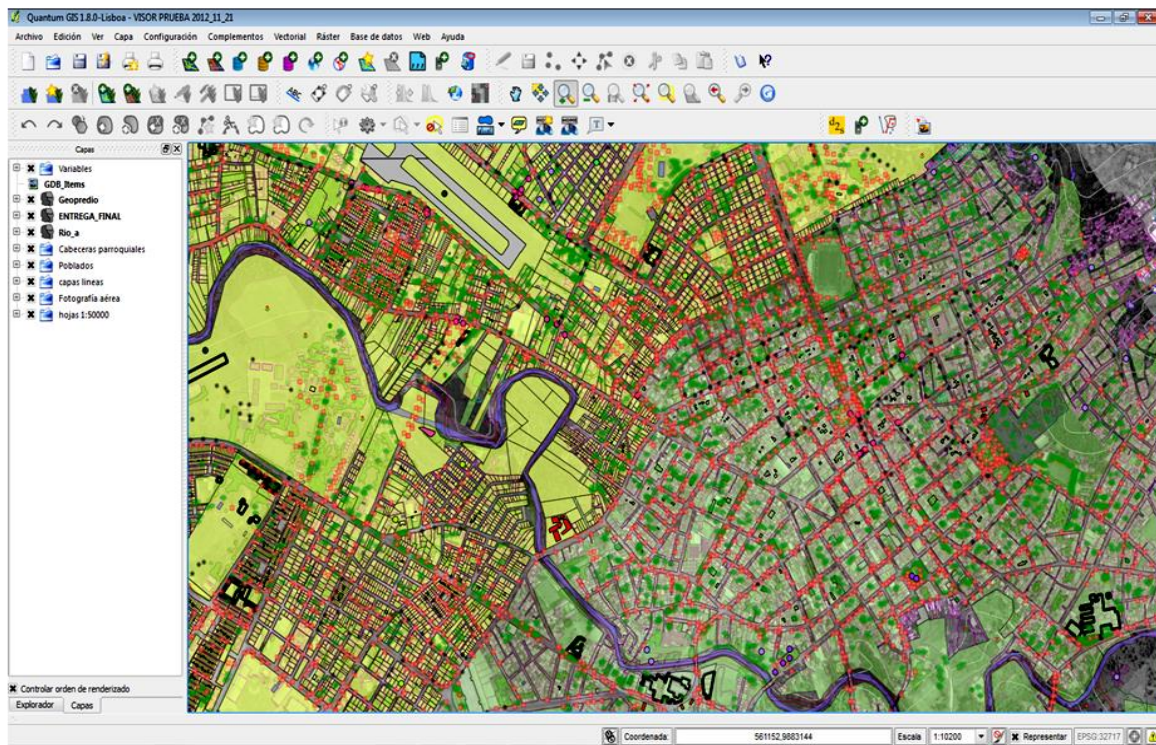 Quantum GIS 1.8.0-Lisboa - VISOR PRUEBA 2012_11_21
Archivo Edición Ver Capa Configuración Complementos Vectorial Ráster Base de datos Web Ayuda
Capas
Variables
GDB_Items
Geopredio
ENTREGA_FINAL
Rio_a
Cabeceras parroquiales
Poblados
capas lineas
Fotografía aérea
hojas 1:50000
Controlar orden de renderizado
Explorador Capas
Coordenada: 561152,9883144 Escala 1:10200 Representar EPSG:32717